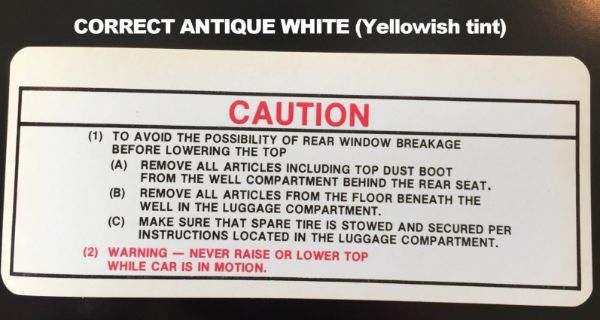 CORRECT ANTIQUE WHITE (Yellowish tint)
CAUTION
(1) TO AVOID THE POSSIBILITY OF REAR WINDOW BREAKAGE
BEFORE LOWERING THE TOP
(A) REMOVE ALL ARTICLES INCLUDING TOP DUST BOOT
FROM THE WELL COMPARTMENT BEHIND THE REAR SEAT.
(B) REMOVE ALL ARTICLES FROM THE FLOOR BENEATH THE
WELL IN THE LUGGAGE COMPARTMENT.
(C) MAKE SURE THAT SPARE TIRE IS STOWED AND SECURED PER
INSTRUCTIONS LOCATED IN THE LUGGAGE COMPARTMENT.
(2) WARNING — NEVER RAISE OR LOWER TOP
WHILE CAR IS IN MOTION.